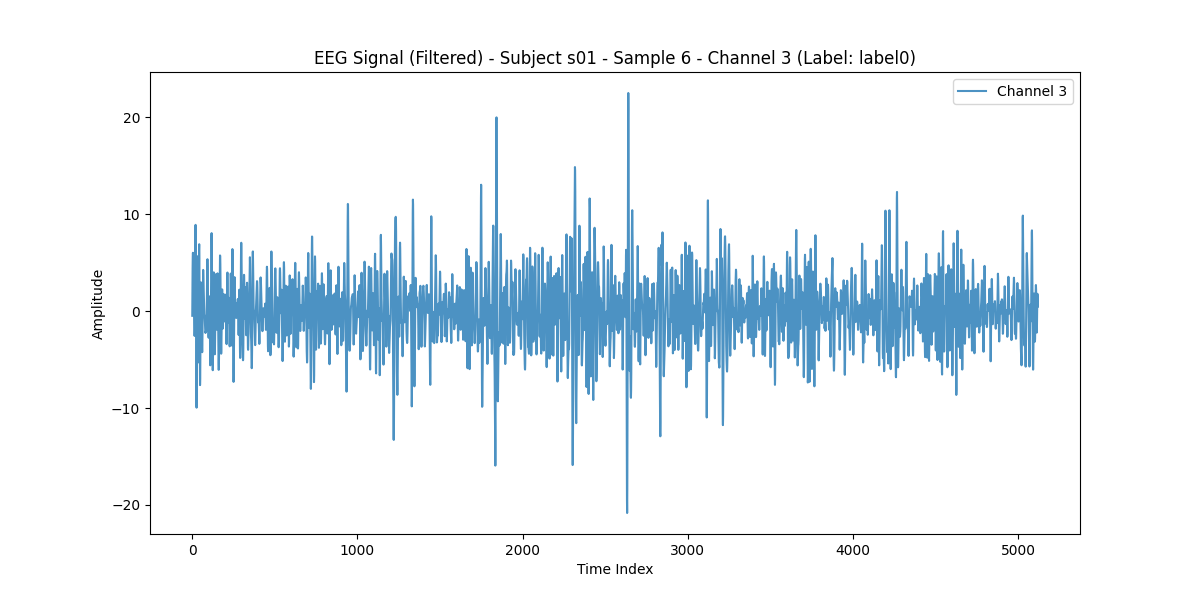 EEG Signal (Filtered) - Subject s01 - Sample 6 - Channel 3 (Label: label0)
Channel 3
20
10
0
−10
−20
Amplitude
0 1000 2000 3000 4000 5000
Time Index